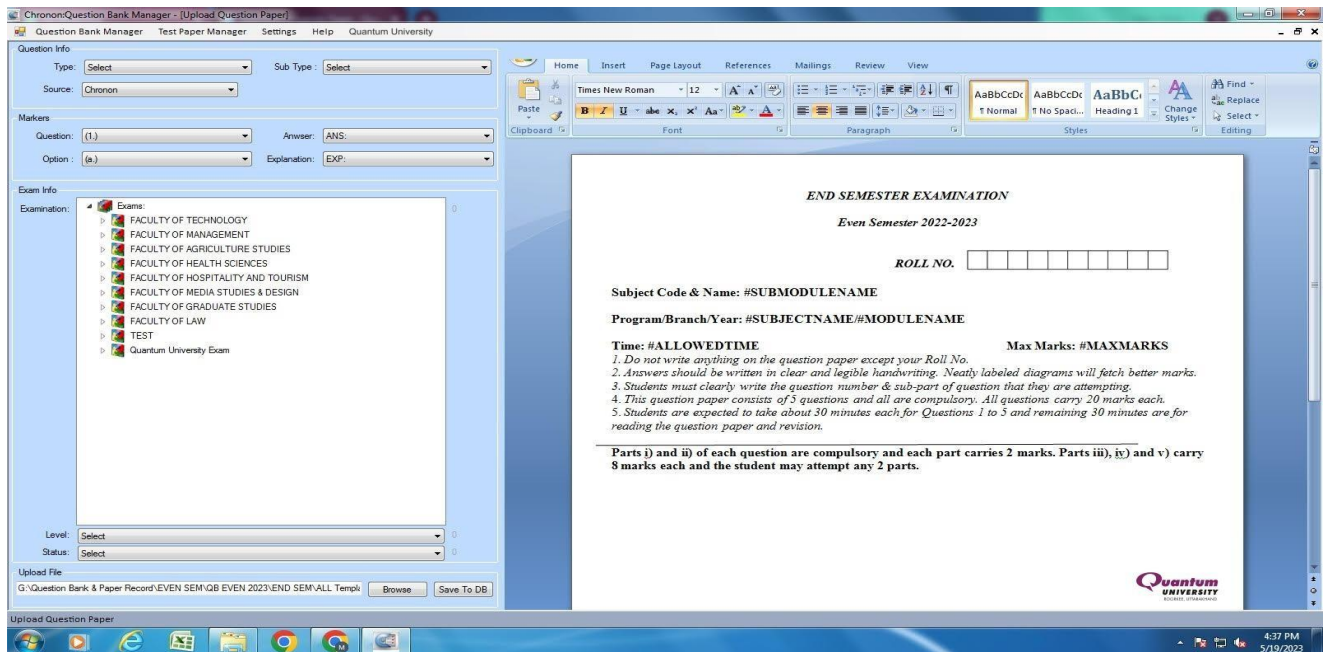 Chronon:Question Bank Manager - [Upload Question Paper]
Question Bank Manager Test Paper Manager Settings Help Quantum University
Question Info
Type: Select Sub Type : Select
Source: Chronon
Markers
Question: (1.) Anwser: ANS:
Option : (a.) Explanation: EXP:
Exam Info
Examination: Exams: 0
FACULTY OF TECHNOLOGY
FACULTY OF MANAGEMENT
FACULTY OF AGRICULTURE STUDIES
FACULTY OF HEALTH SCIENCES
FACULTY OF HOSPITALITY AND TOURISM
FACULTY OF MEDIA STUDIES & DESIGN
FACULTY OF GRADUATE STUDIES
FACULTY OF LAW
TEST
Quantum University Exam
Level: Select 0
Status: Select 0
Upload File
G:\Question Bank & Paper Record\EVEN SEM\QB EVEN 2023\END SEM\ALL Templa Browse Save To DB
Home Insert Page Layout References Mailings Review View
Times New Roman 12
Paste
B I U abe x, x² Aa A
AaBbCcDc AaBbCcDc AaBbC
¶ Normal ¶ No Spaci... Heading 1
Change
Styles
Find
Replace
Select
Clipboard Font Paragraph Styles Editing
END SEMESTER EXAMINATION
Even Semester 2022-2023
ROLL NO.
Subject Code & Name: #SUBMODULENAME
Program/Branch/Year: #SUBJECTNAME/#MODULENAME
Time: #ALLOWEDTIME Max Marks: #MAXMARKS
1. Do not write anything on the question paper except your Roll No.
2. Answers should be written in clear and legible handwriting. Neatly labeled diagrams will fetch better marks.
3. Students must clearly write the question number & sub-part of question that they are attempting.
4. This question paper consists of 5 questions and all are compulsory. All questions carry 20 marks each.
5. Students are expected to take about 30 minutes each for Questions 1 to 5 and remaining 30 minutes are for
reading the question paper and revision.
Parts i) and ii) of each question are compulsory and each part carries 2 marks. Parts iii), iv) and v) carry
8 marks each and the student may attempt any 2 parts.
Quantum
UNIVERSITY
ROORKEE, UTTARAKHAND
Upload Question Paper
4:37 PM
5/19/2023